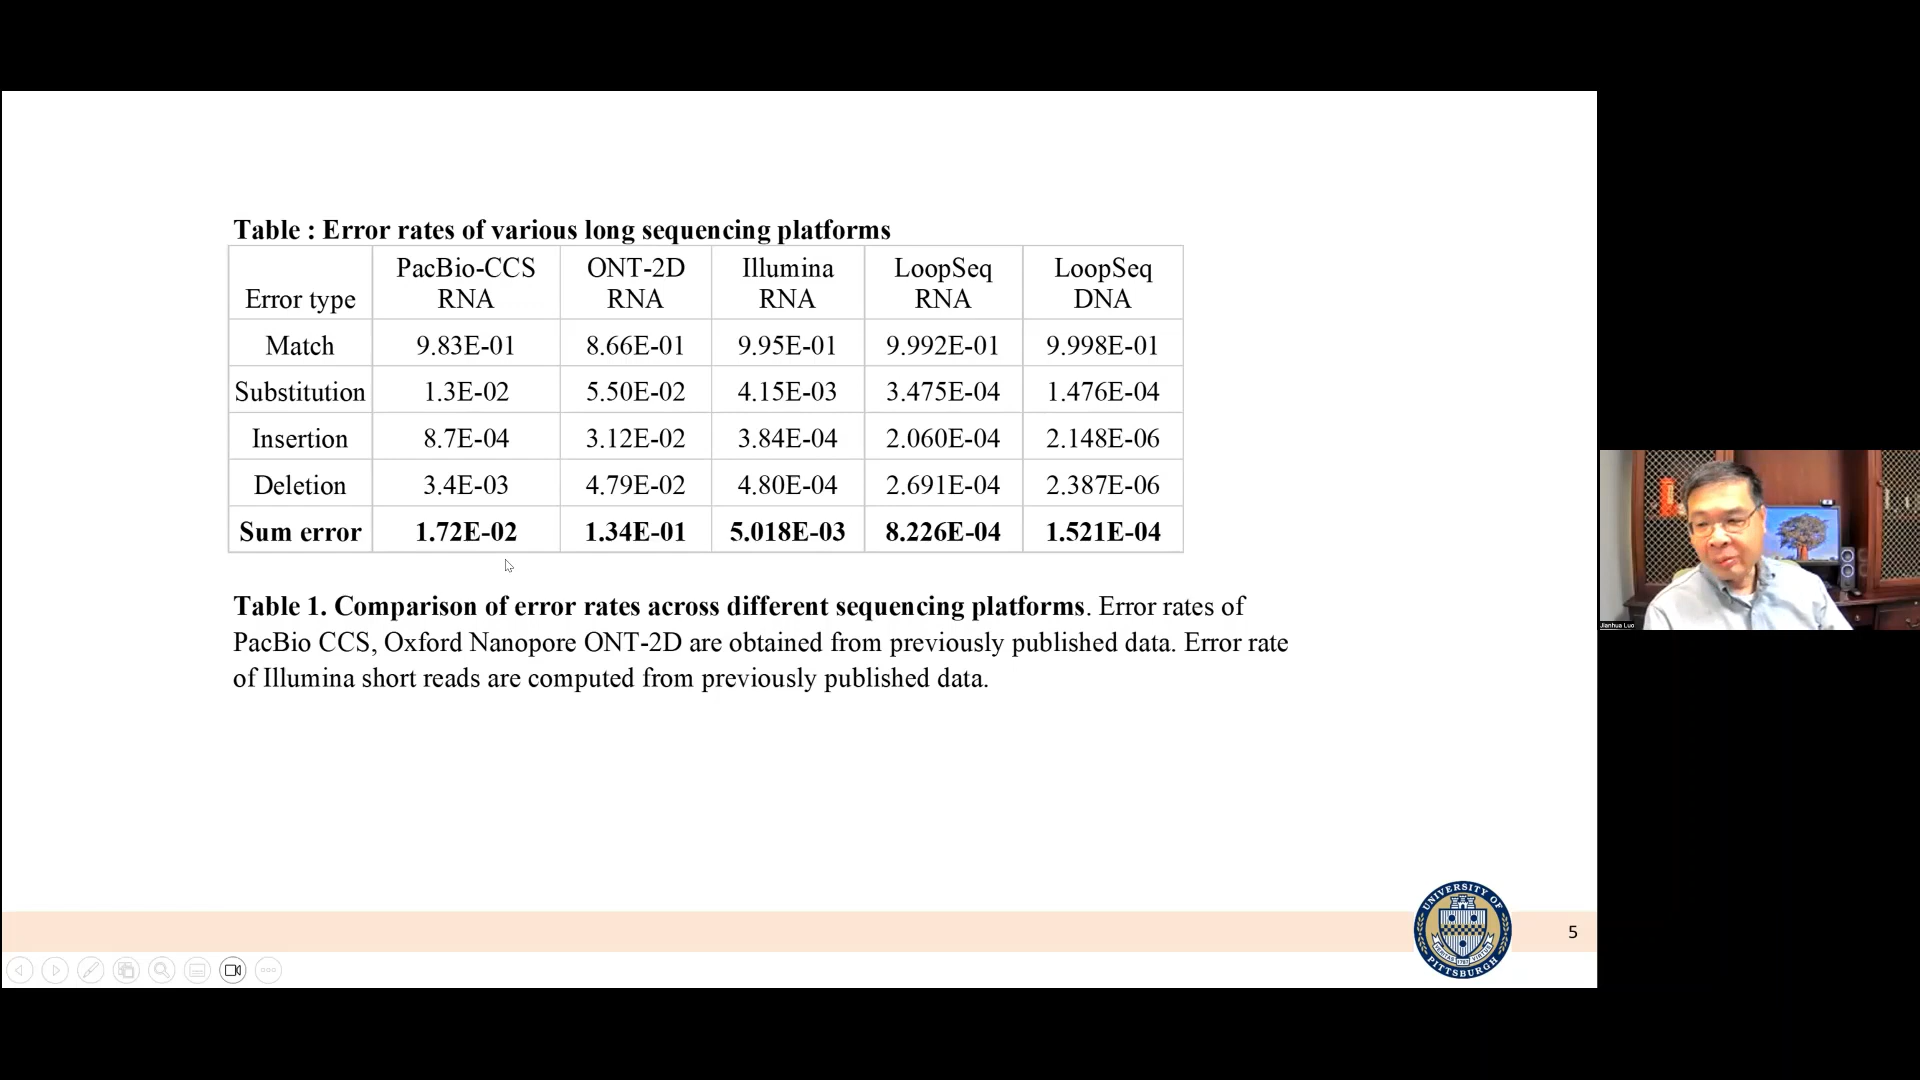 Table : Error rates of various long sequencing platforms
Error type PacBio-CCS RNA ONT-2D RNA Illumina RNA LoopSeq RNA LoopSeq DNA
Match 9.83E-01 8.66E-01 9.95E-01 9.992E-01 9.998E-01
Substitution 1.3E-02 5.50E-02 4.15E-03 3.475E-04 1.476E-04
Insertion 8.7E-04 3.12E-02 3.84E-04 2.060E-04 2.148E-06
Deletion 3.4E-03 4.79E-02 4.80E-04 2.691E-04 2.387E-06
Sum error 1.72E-02 1.34E-01 5.018E-03 8.226E-04 1.521E-04
Table 1. Comparison of error rates across different sequencing platforms. Error rates of
PacBio CCS, Oxford Nanopore ONT-2D are obtained from previously published data. Error rate
of Illumina short reads are computed from previously published data.
Jianhua Luo
UNIVERSITY OF
PITTSBURGH
5